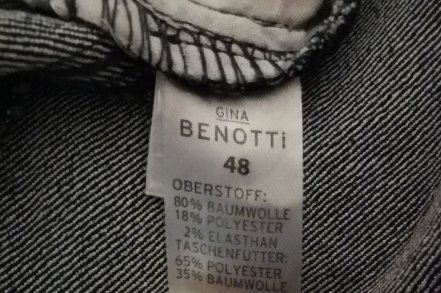 GiNA
BENOTTi
48
OBERSTOFF:
80% BAUMWOLLE
18% POLYESTER
2% ELASTHAN
TASCHENFUTTER:
65% POLYESTER
35% BAUMWOLLE